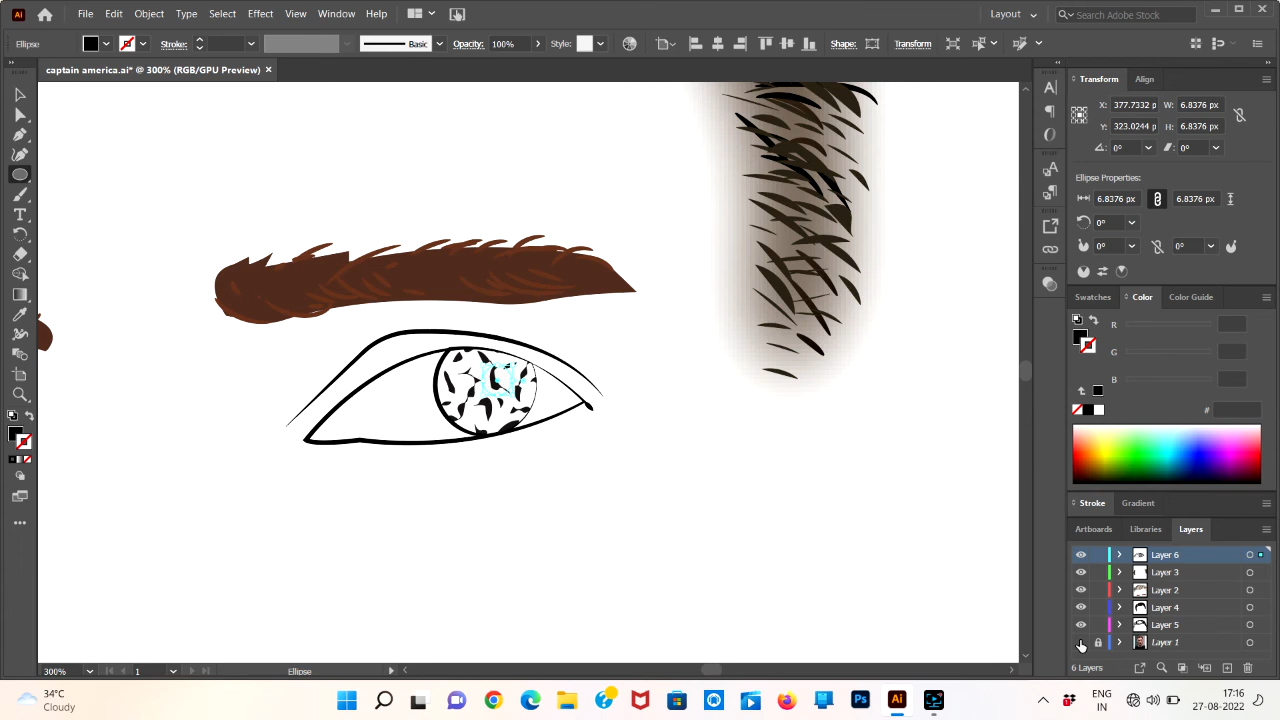 Ai File Edit Object Type Select Effect View Window Help Layout Search Adobe Stock
Ellipse Stroke: Basic Opacity: 100% Style: Shape: Transform
captain america.ai* @ 300% (RGB/GPU Preview) ×
Transform Align
X: 377.7332 p W: 6.8376 px
Y: 323.0244 p H: 6.8376 px
0° 0°
Ellipse Properties:
6.8376 px 6.8376 px
0°
0° 0°
Swatches Color Color Guide
R
G
B
#
Stroke Gradient
Artboards Libraries Layers
Layer 6
Layer 3
Layer 2
Layer 4
Layer 5
Layer 1
6 Layers
300% 1 Ellipse
34°C
Cloudy
Ps Ai
ENG
IN
17:16
27-08-2022